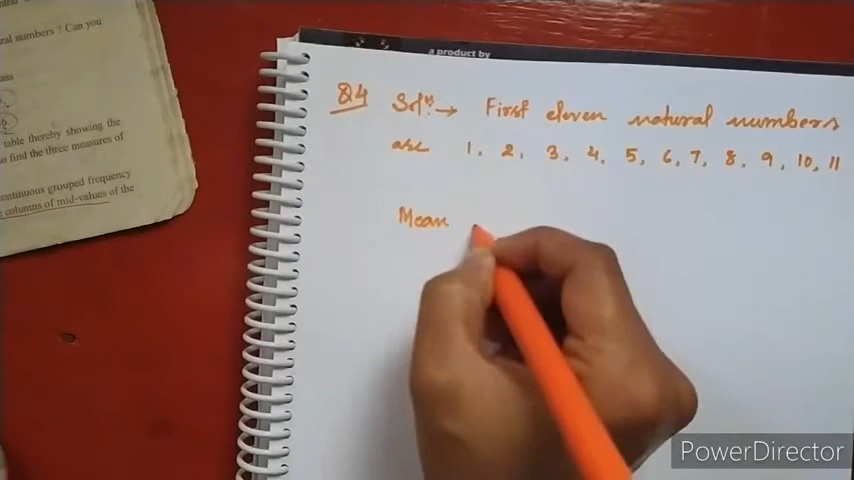 ral numbers ? Can you
table thereby showing the
o find the three measures of
continuous grouped frequency
columns of mid-values of the
a product by
Q4 Solⁿ. → First eleven natural numbers
are 1, 2, 3, 4, 5, 6, 7, 8, 9, 10, 11
Mean
PowerDirector